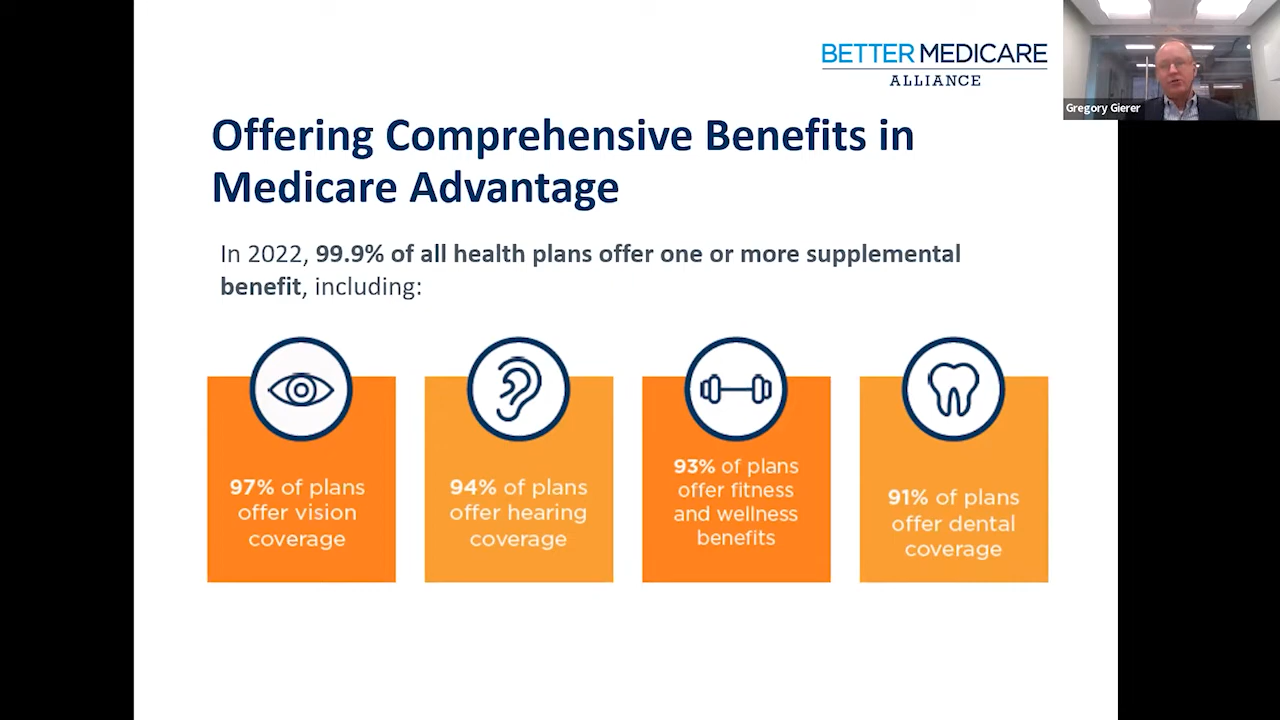 BETTER MEDICARE
ALLIANCE
Gregory Gierer
Offering Comprehensive Benefits in
Medicare Advantage
In 2022, 99.9% of all health plans offer one or more supplemental
benefit, including:
97% of plans
offer vision
coverage
94% of plans
offer hearing
coverage
93% of plans
offer fitness
and wellness
benefits
91% of plans
offer dental
coverage